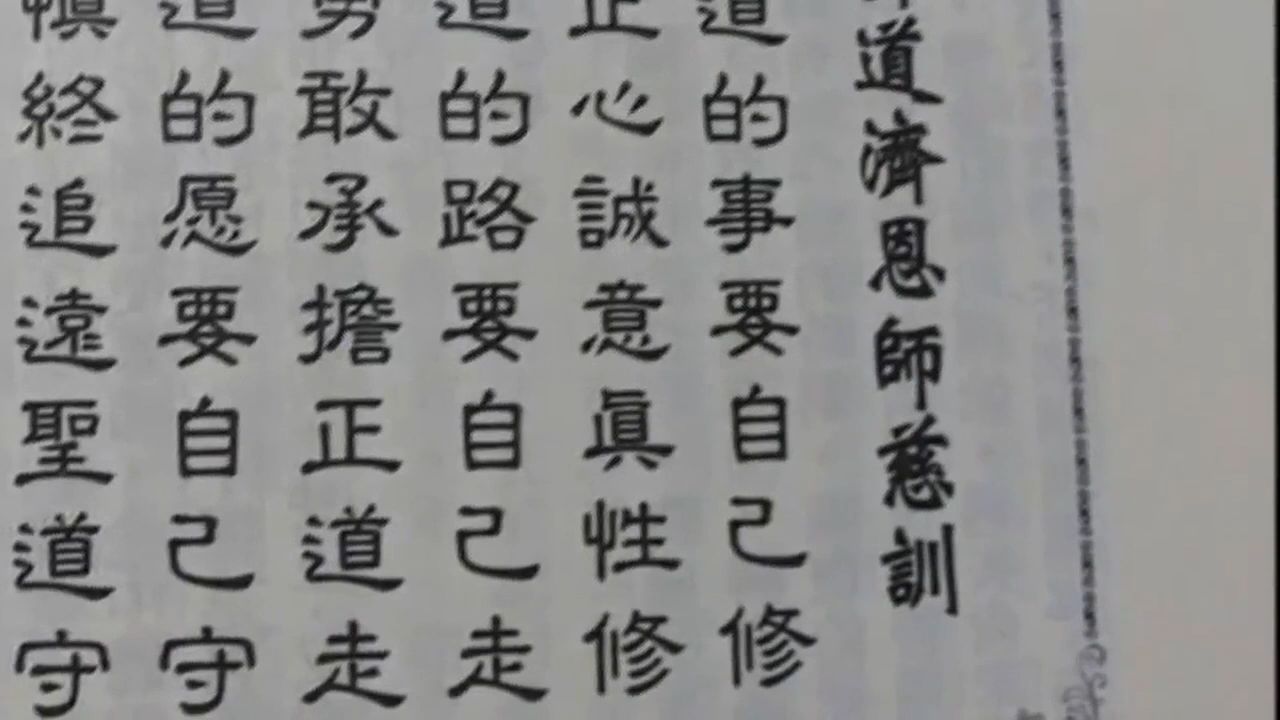 道濟恩師慈訓
道的事要自己修
正心誠意眞性修
道的路要自己走
勇敢承擔正道走
道的愿要自己守
慎終追遠聖道守